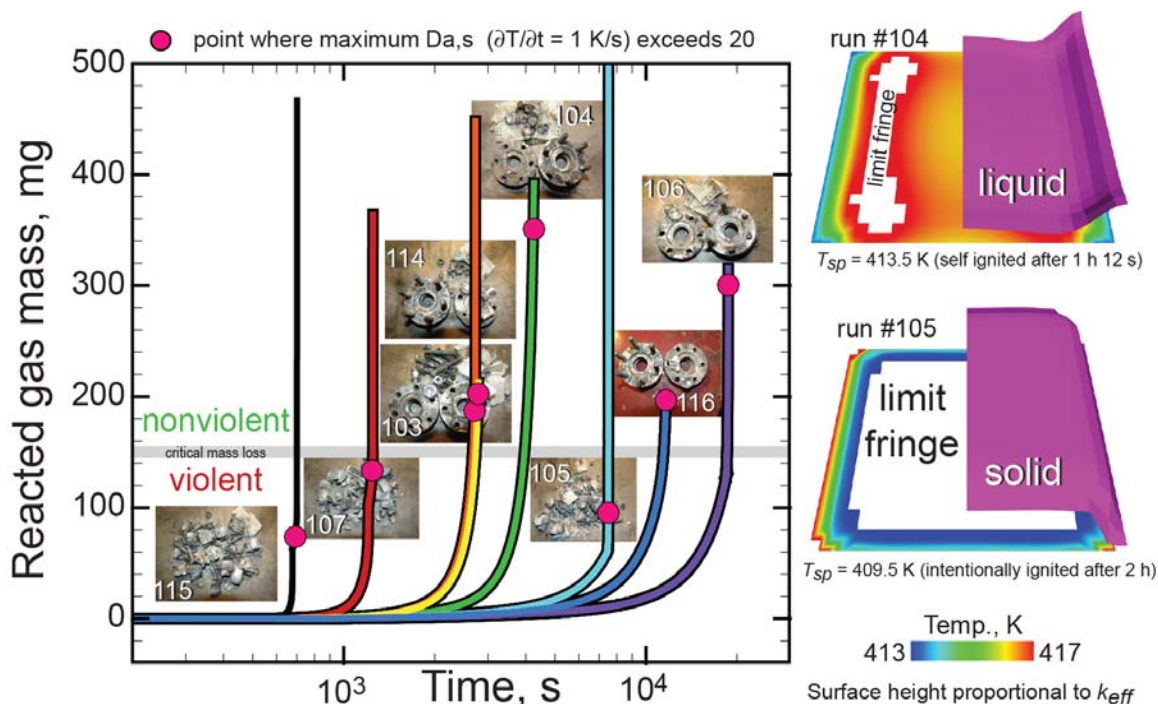 point where maximum Da,s (∂T/∂t = 1 K/s) exceeds 20
Reacted gas mass, mg
500
400
300
200
100
0
nonviolent
critical mass loss
violent
115
107
114
103
104
105
116
106
10³
10⁴
Time, s
run #104
limit fringe
liquid
Tsp = 413.5 K (self ignited after 1 h 12 s)
run #105
limit
fringe
solid
Tsp = 409.5 K (intentionally ignited after 2 h)
Temp., K
413 417
Surface height proportional to keff